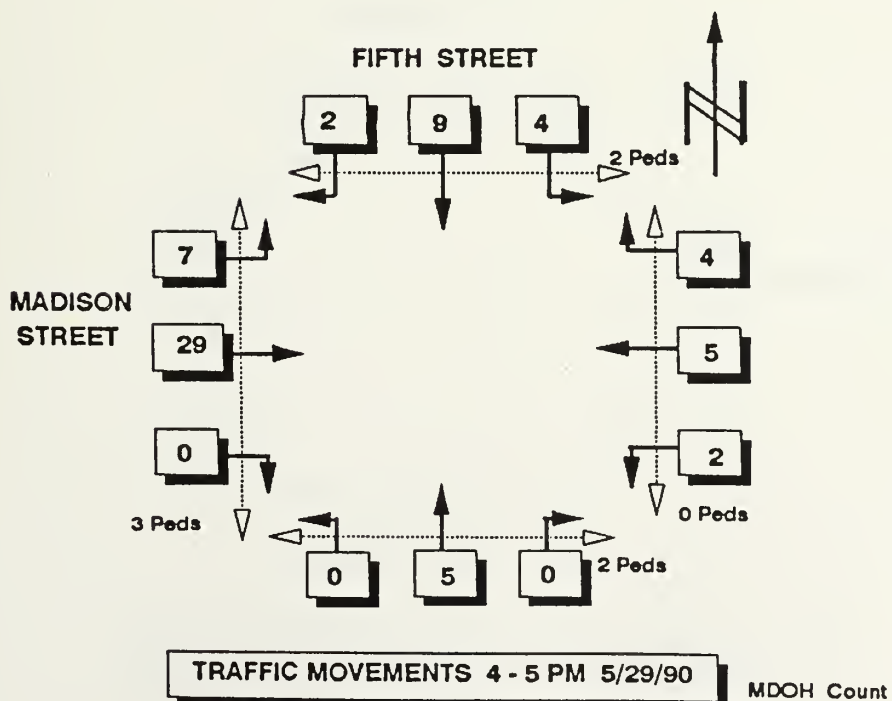 FIFTH STREET
2 9 4
2 Peds
7
4
MADISON
STREET
29
5
0
2
3 Peds
0 Peds
0 5 0
2 Peds
TRAFFIC MOVEMENTS 4 - 5 PM 5/29/90
MDOH Count
N